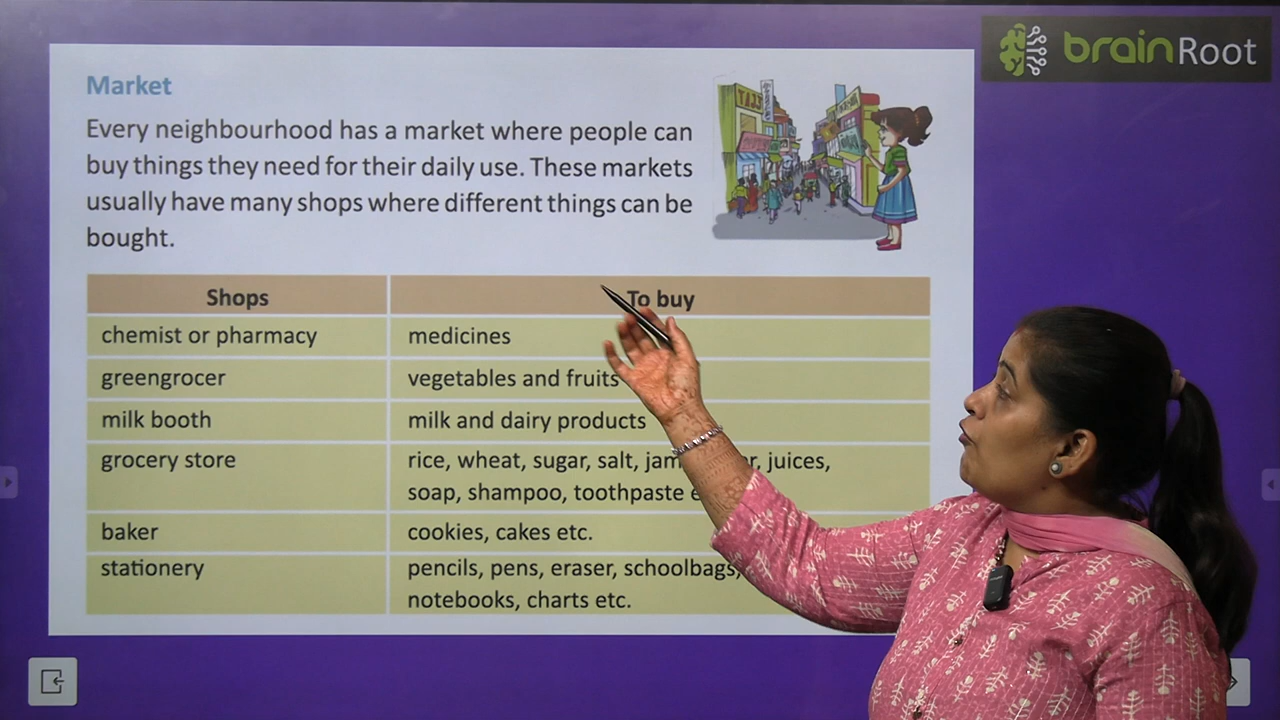 brainRoot
Market
Every neighbourhood has a market where people can
buy things they need for their daily use. These markets
usually have many shops where different things can be
bought.
Shops To buy
chemist or pharmacy medicines
greengrocer vegetables and fruits
milk booth milk and dairy products
grocery store rice, wheat, sugar, salt, juices,
soap, shampoo, toothpaste
baker cookies, cakes etc.
stationery pencils, pens, eraser, schoolbags,
notebooks, charts etc.